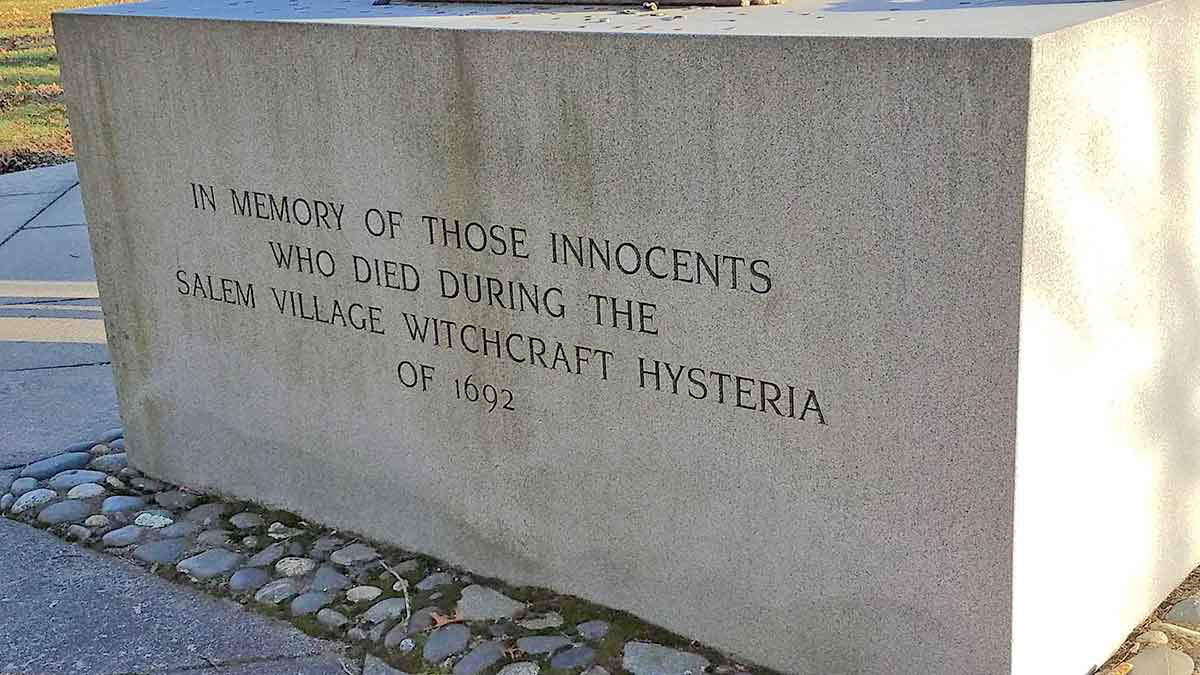 IN MEMORY OF THOSE INNOCENTS
WHO DIED DURING THE
SALEM VILLAGE WITCHCRAFT HYSTERIA
OF 1692